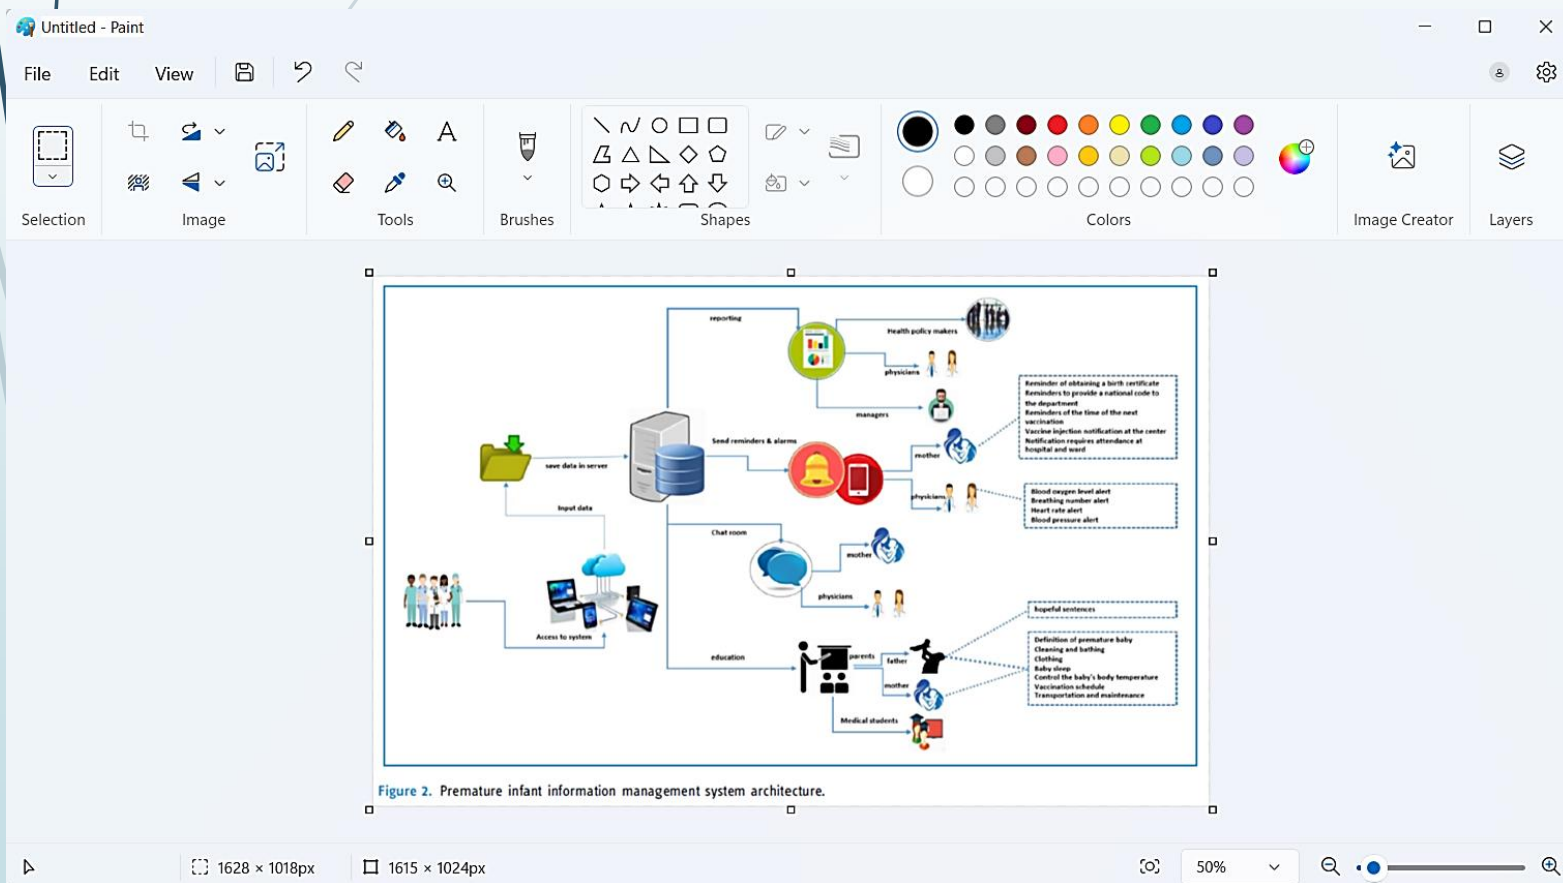 Untitled - Paint
File Edit View
Selection Image Tools Brushes Shapes Colors Image Creator Layers
reporting
Health policy makers
physicians
managers
Reminder of obtaining a birth certificate
Reminders to provide a national code to
the department
Reminders of the time of the next
vaccination
Vaccine injection notification at the center
Notification requires attendance at
hospital and ward
Send reminders & alarms
mother
save data in server
physicians
Blood oxygen level alert
Breathing number alert
Heart rate alert
Blood pressure alert
Input data
Chat room
mother
physicians
hopeful sentences
Access to system
education
parents
father
mother
Definition of premature baby
Cleaning and bathing
Clothing
Baby sleep
Control the baby's body temperature
Vaccination schedule
Transportation and maintenance
Medical students
Figure 2. Premature infant information management system architecture.
1628 × 1018px 1615 × 1024px 50%